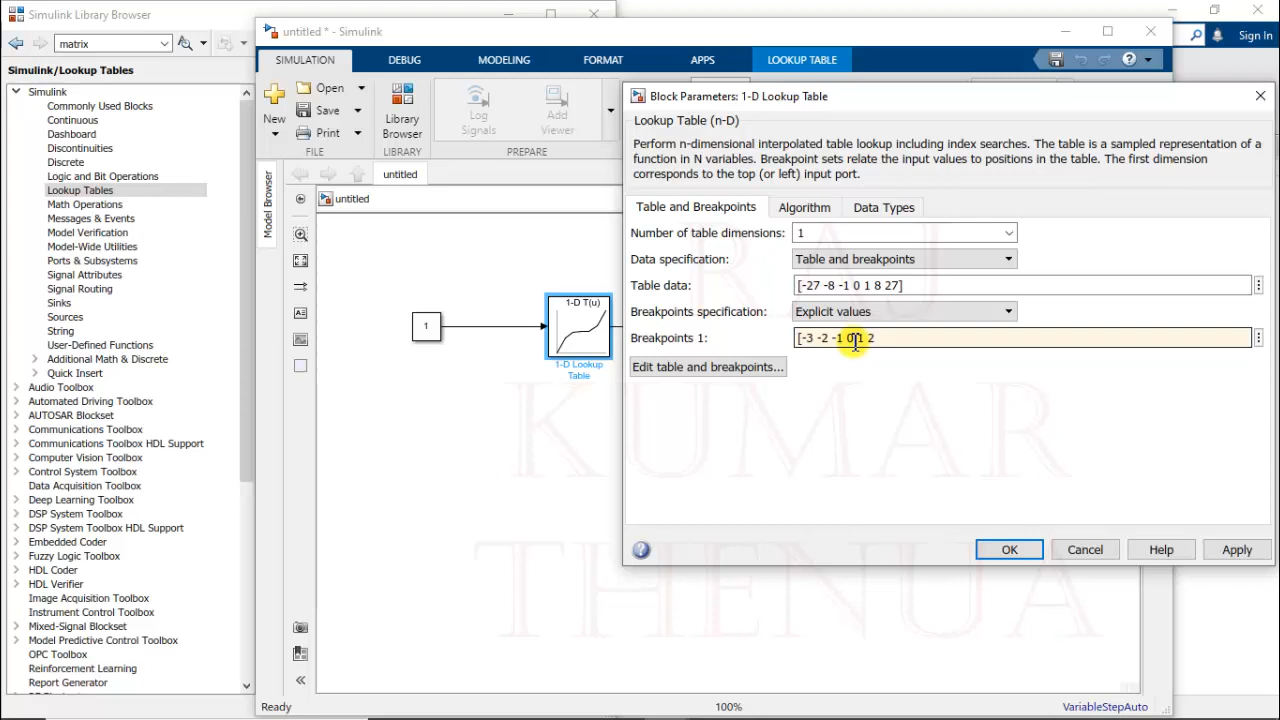 Simulink Library Browser
matrix
Simulink/Lookup Tables
Simulink
Commonly Used Blocks
Continuous
Dashboard
Discontinuities
Discrete
Logic and Bit Operations
Lookup Tables
Math Operations
Messages & Events
Model Verification
Model-Wide Utilities
Ports & Subsystems
Signal Attributes
Signal Routing
Sinks
Sources
String
User-Defined Functions
Additional Math & Discrete
Quick Insert
Audio Toolbox
Automated Driving Toolbox
AUTOSAR Blockset
Communications Toolbox
Communications Toolbox HDL Support
Computer Vision Toolbox
Control System Toolbox
Data Acquisition Toolbox
Deep Learning Toolbox
DSP System Toolbox
DSP System Toolbox HDL Support
Embedded Coder
Fuzzy Logic Toolbox
HDL Coder
HDL Verifier
Image Acquisition Toolbox
Instrument Control Toolbox
Mixed-Signal Blockset
Model Predictive Control Toolbox
OPC Toolbox
Reinforcement Learning
Report Generator
untitled * - Simulink
Sign In
SIMULATION DEBUG MODELING FORMAT APPS LOOKUP TABLE
New
Open
Save
Print
FILE
Library
Browser
LIBRARY
Log
Signals
Add
Viewer
PREPARE
Model Browser
untitled
untitled
1
1-D T(u)
1-D Lookup
Table
Ready
100%
VariableStepAuto
Block Parameters: 1-D Lookup Table
Lookup Table (n-D)
Perform n-dimensional interpolated table lookup including index searches. The table is a sampled representation of a
function in N variables. Breakpoint sets relate the input values to positions in the table. The first dimension
corresponds to the top (or left) input port.
Table and Breakpoints Algorithm Data Types
Number of table dimensions: 1
Data specification: Table and breakpoints
Table data: [-27 -8 -1 0 1 8 27]
Breakpoints specification: Explicit values
Breakpoints 1: [-3 -2 -1 0 1 2
Edit table and breakpoints...
OK Cancel Help Apply
RAJ
KUMAR
THENUA